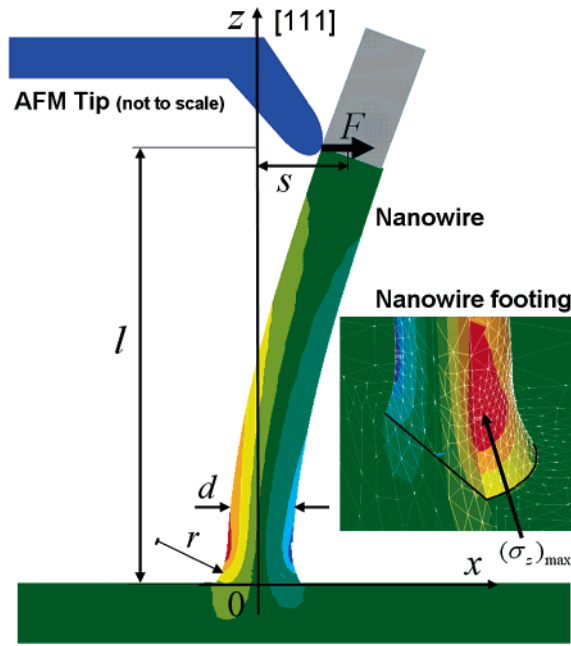 z [111]
AFM Tip (not to scale)
F
s
Nanowire
Nanowire footing
l
d
r
(σz)max
x
0